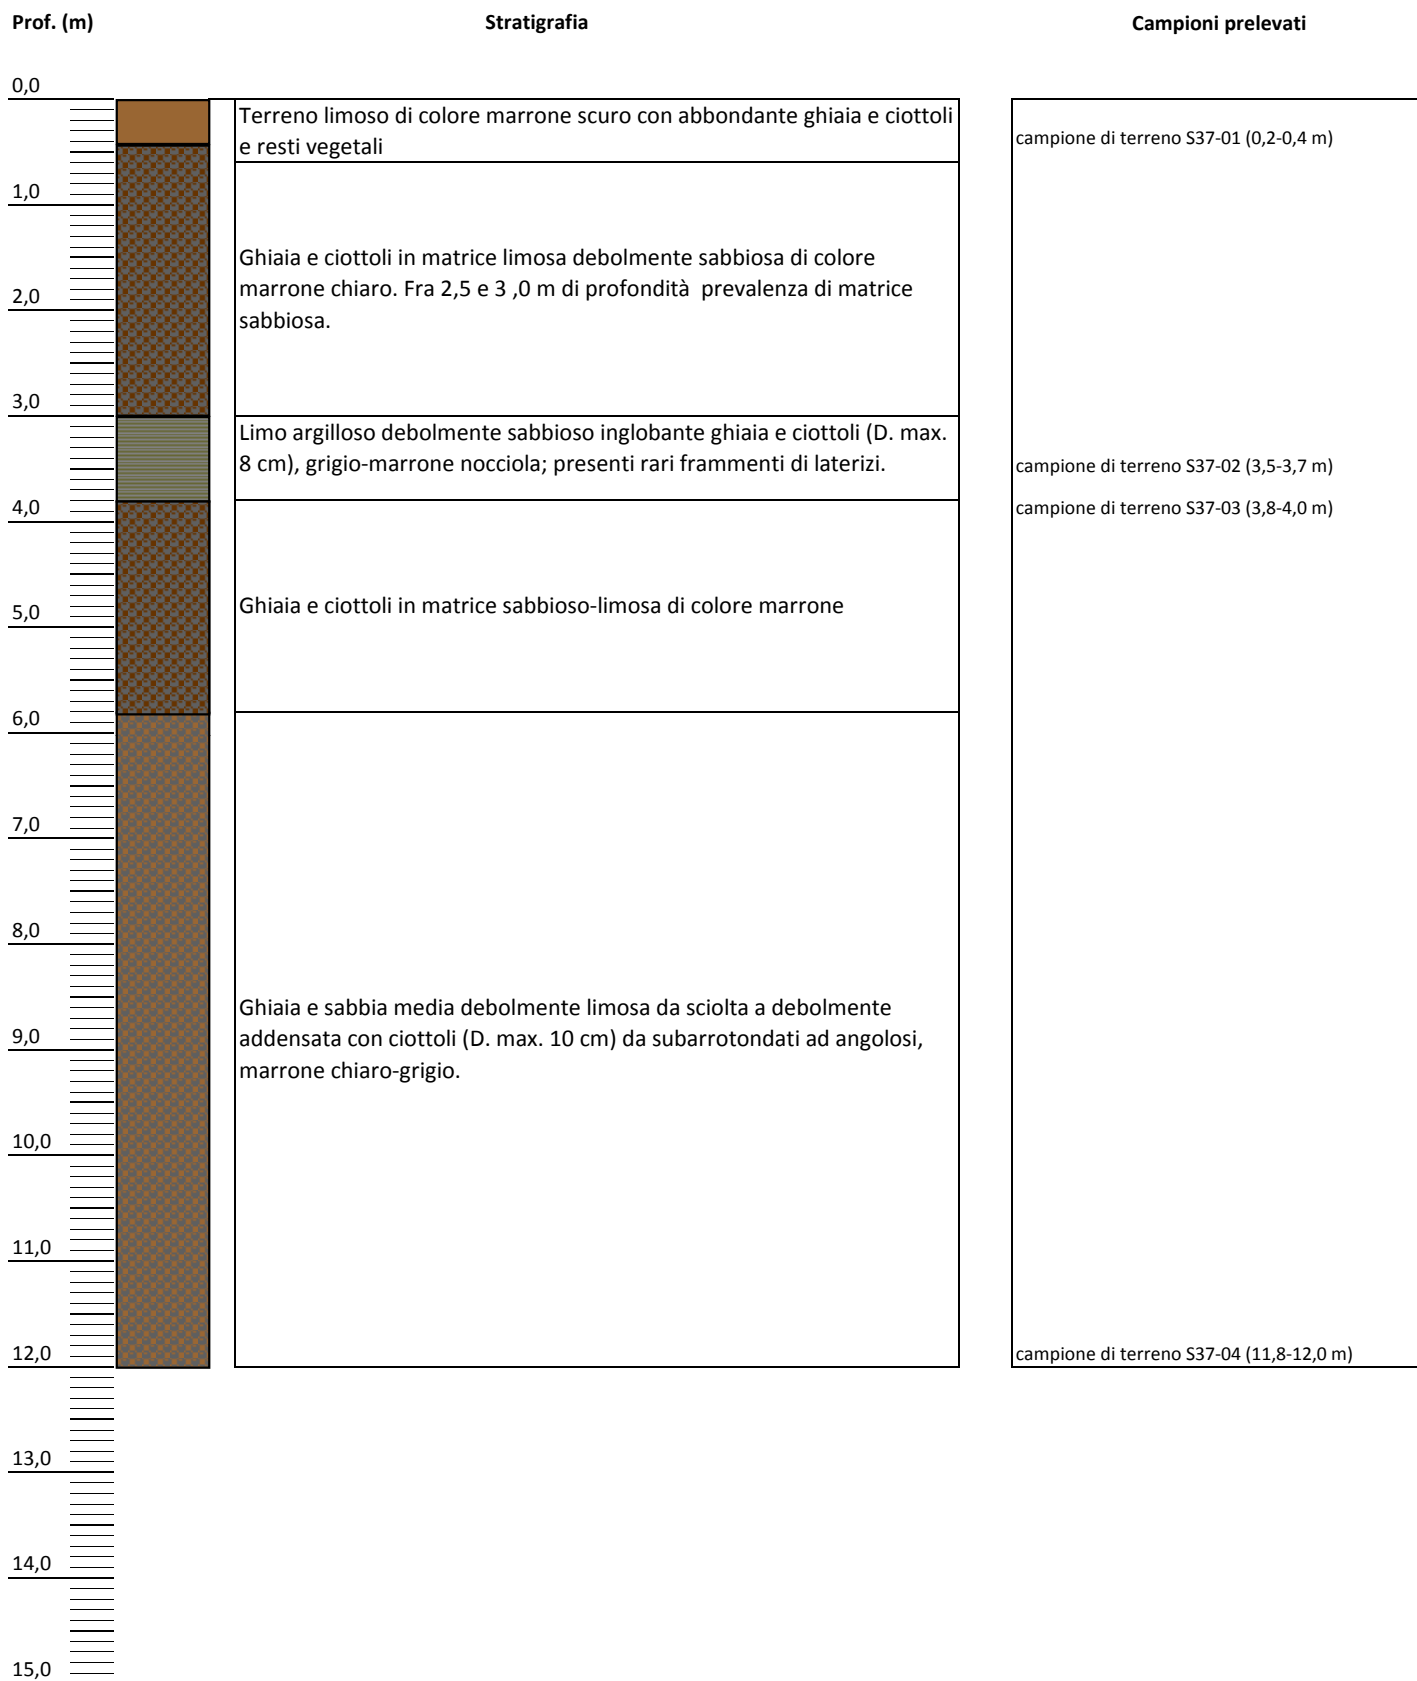 Prof. (m)
Stratigrafia
Campioni prelevati
0,0
Terreno limoso di colore marrone scuro con abbondante ghiaia e ciottoli
e resti vegetali
campione di terreno S37-01 (0,2-0,4 m)
1,0
Ghiaia e ciottoli in matrice limosa debolmente sabbiosa di colore
marrone chiaro. Fra 2,5 e 3 ,0 m di profondità  prevalenza di matrice
sabbiosa.
2,0
3,0
Limo argilloso debolmente sabbioso inglobante ghiaia e ciottoli (D. max.
8 cm), grigio-marrone nocciola; presenti rari frammenti di laterizi.
campione di terreno S37-02 (3,5-3,7 m)
4,0
campione di terreno S37-03 (3,8-4,0 m)
Ghiaia e ciottoli in matrice sabbioso-limosa di colore marrone
5,0
6,0
7,0
8,0
Ghiaia e sabbia media debolmente limosa da sciolta a debolmente
addensata con ciottoli (D. max. 10 cm) da subarrotondati ad angolosi,
marrone chiaro-grigio.
9,0
10,0
11,0
12,0
campione di terreno S37-04 (11,8-12,0 m)
13,0
14,0
15,0